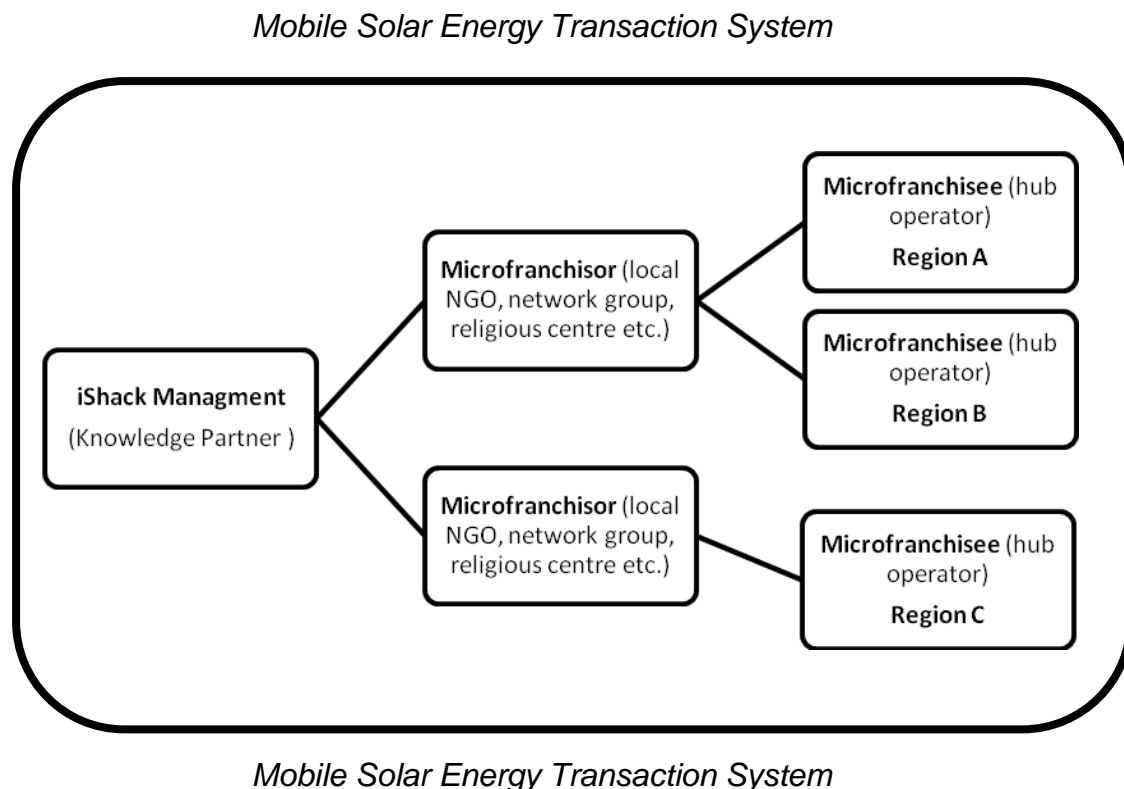 Mobile Solar Energy Transaction System
iShack Managment
(Knowledge Partner )
Microfranchisor (local
NGO, network group,
religious centre etc.)
Microfranchisor (local
NGO, network group,
religious centre etc.)
Microfranchisee (hub
operator)
Region A
Microfranchisee (hub
operator)
Region B
Microfranchisee (hub
operator)
Region C
Mobile Solar Energy Transaction System